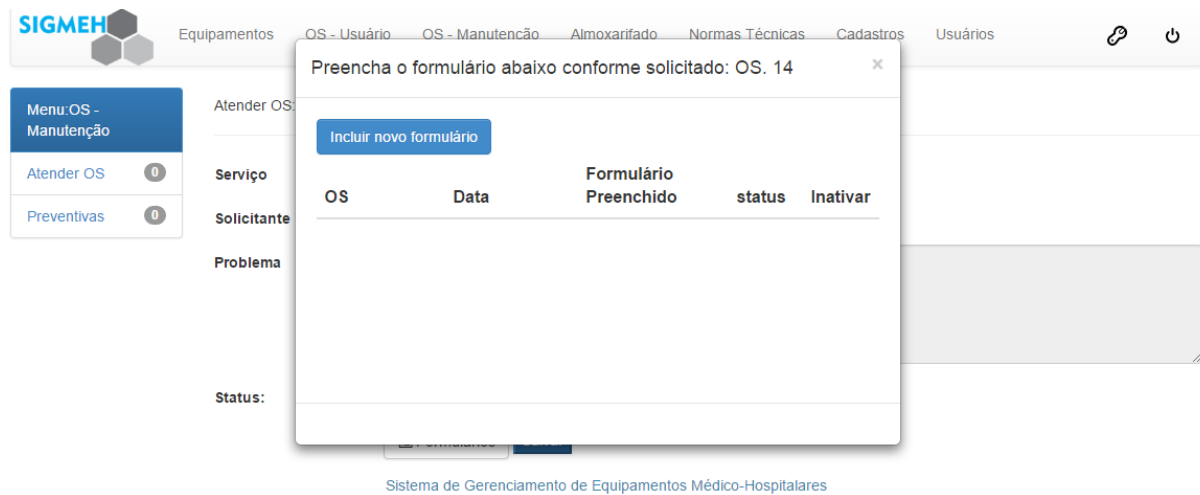 SIGMEH
Equipamentos OS - Usuário OS - Manutenção Almoxarifado Normas Técnicas Cadastros Usuários
Preencha o formulário abaixo conforme solicitado: OS. 14 ×
Menu:OS -
Manutenção
Atender OS 0
Preventivas 0
Atender OS:
Serviço
Solicitante
Problema
Status:
Incluir novo formulário
OS Data Formulário Preenchido status Inativar
Formulários
Sistema de Gerenciamento de Equipamentos Médico-Hospitalares